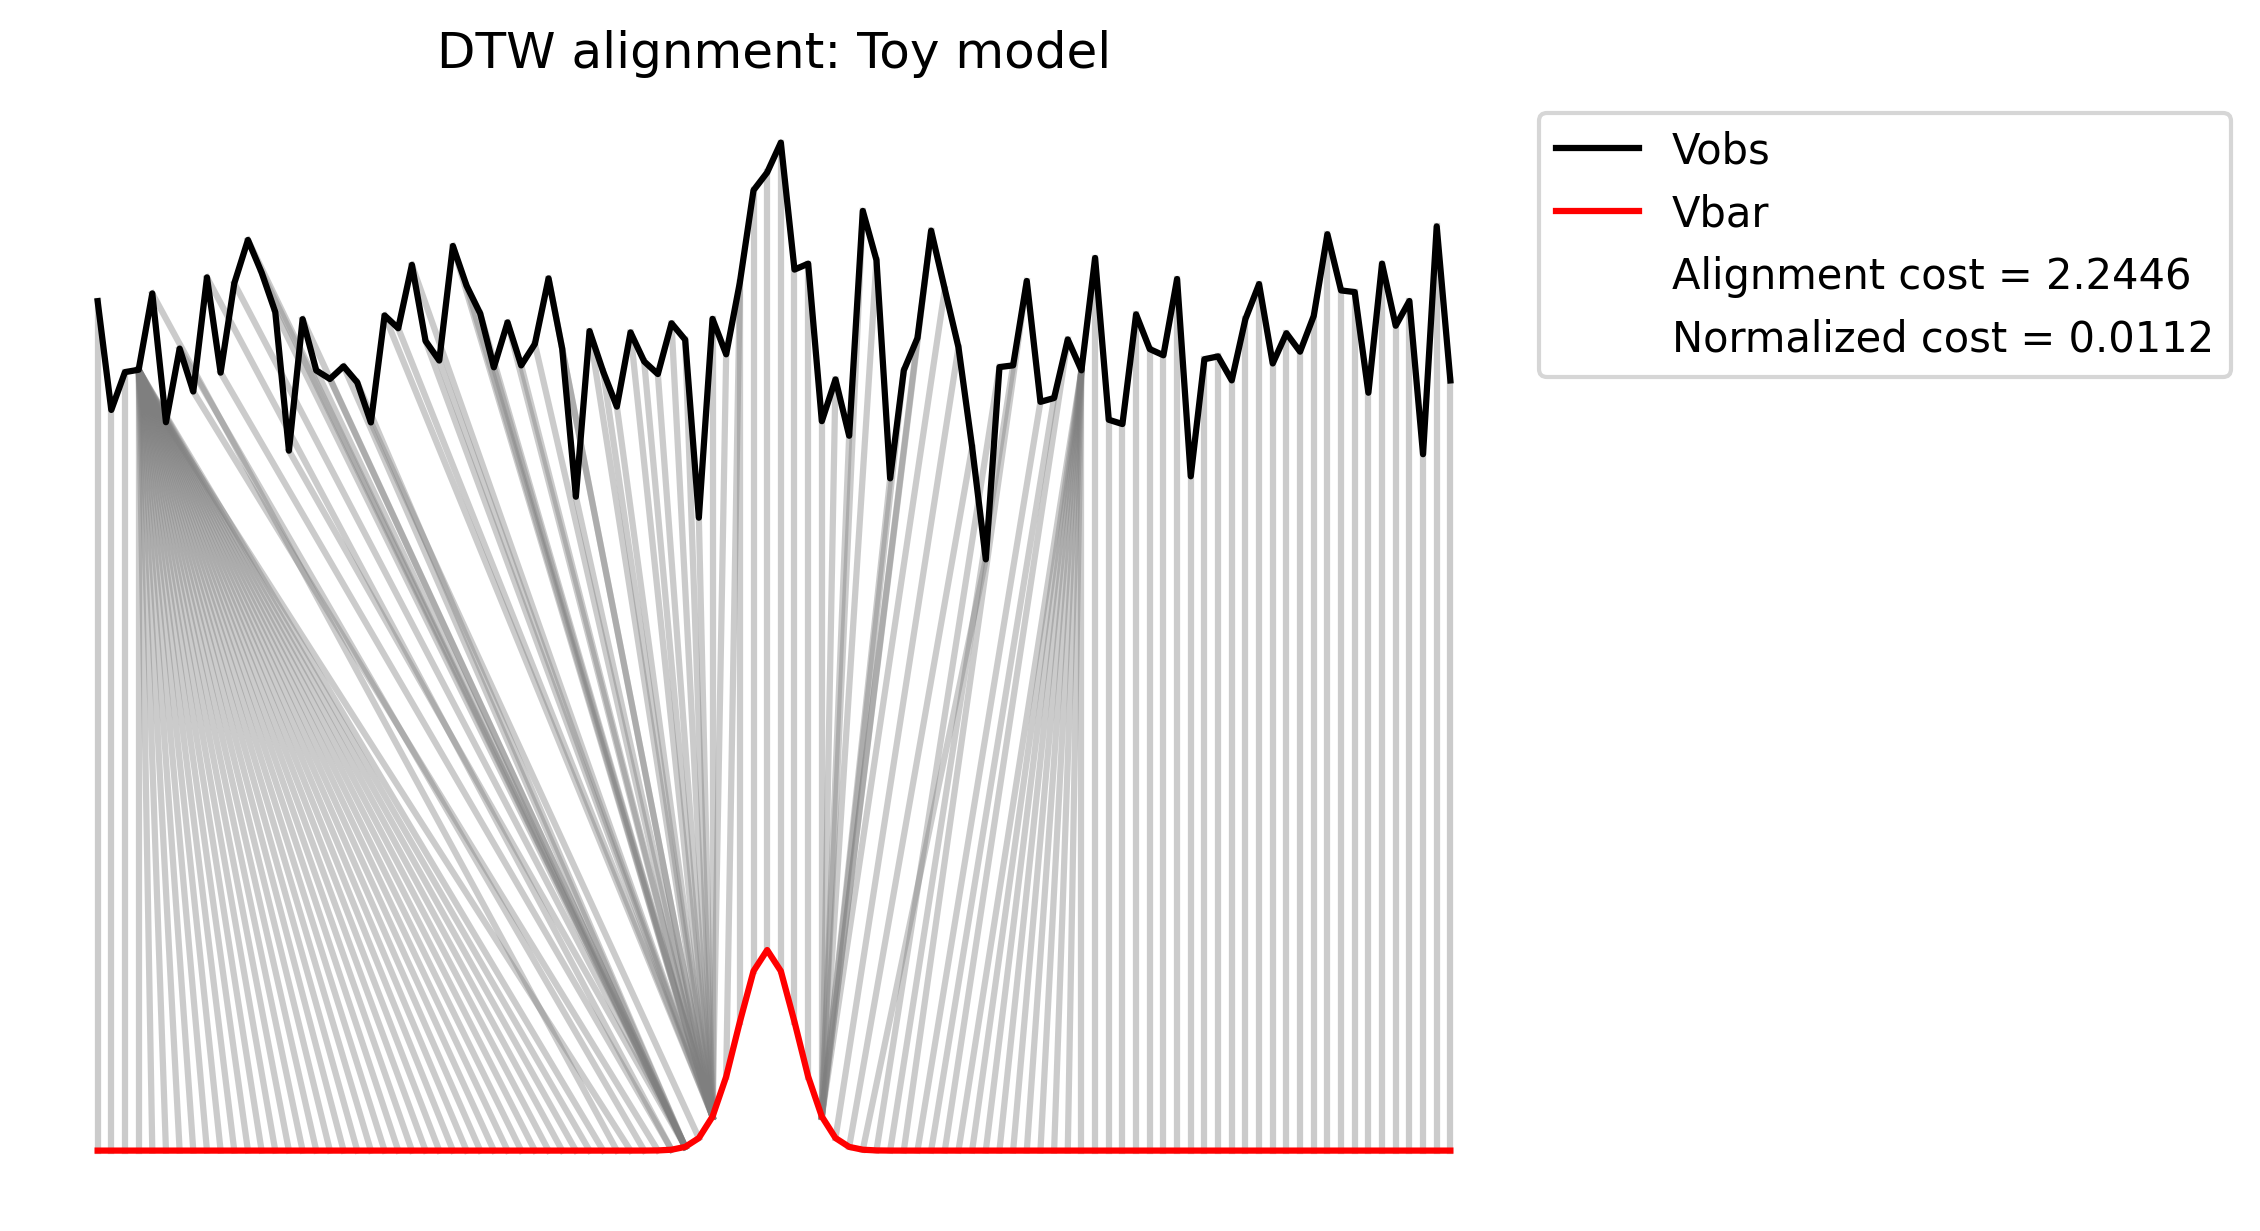 DTW alignment: Toy model
Vobs
Vbar
Alignment cost = 2.2446
Normalized cost = 0.0112